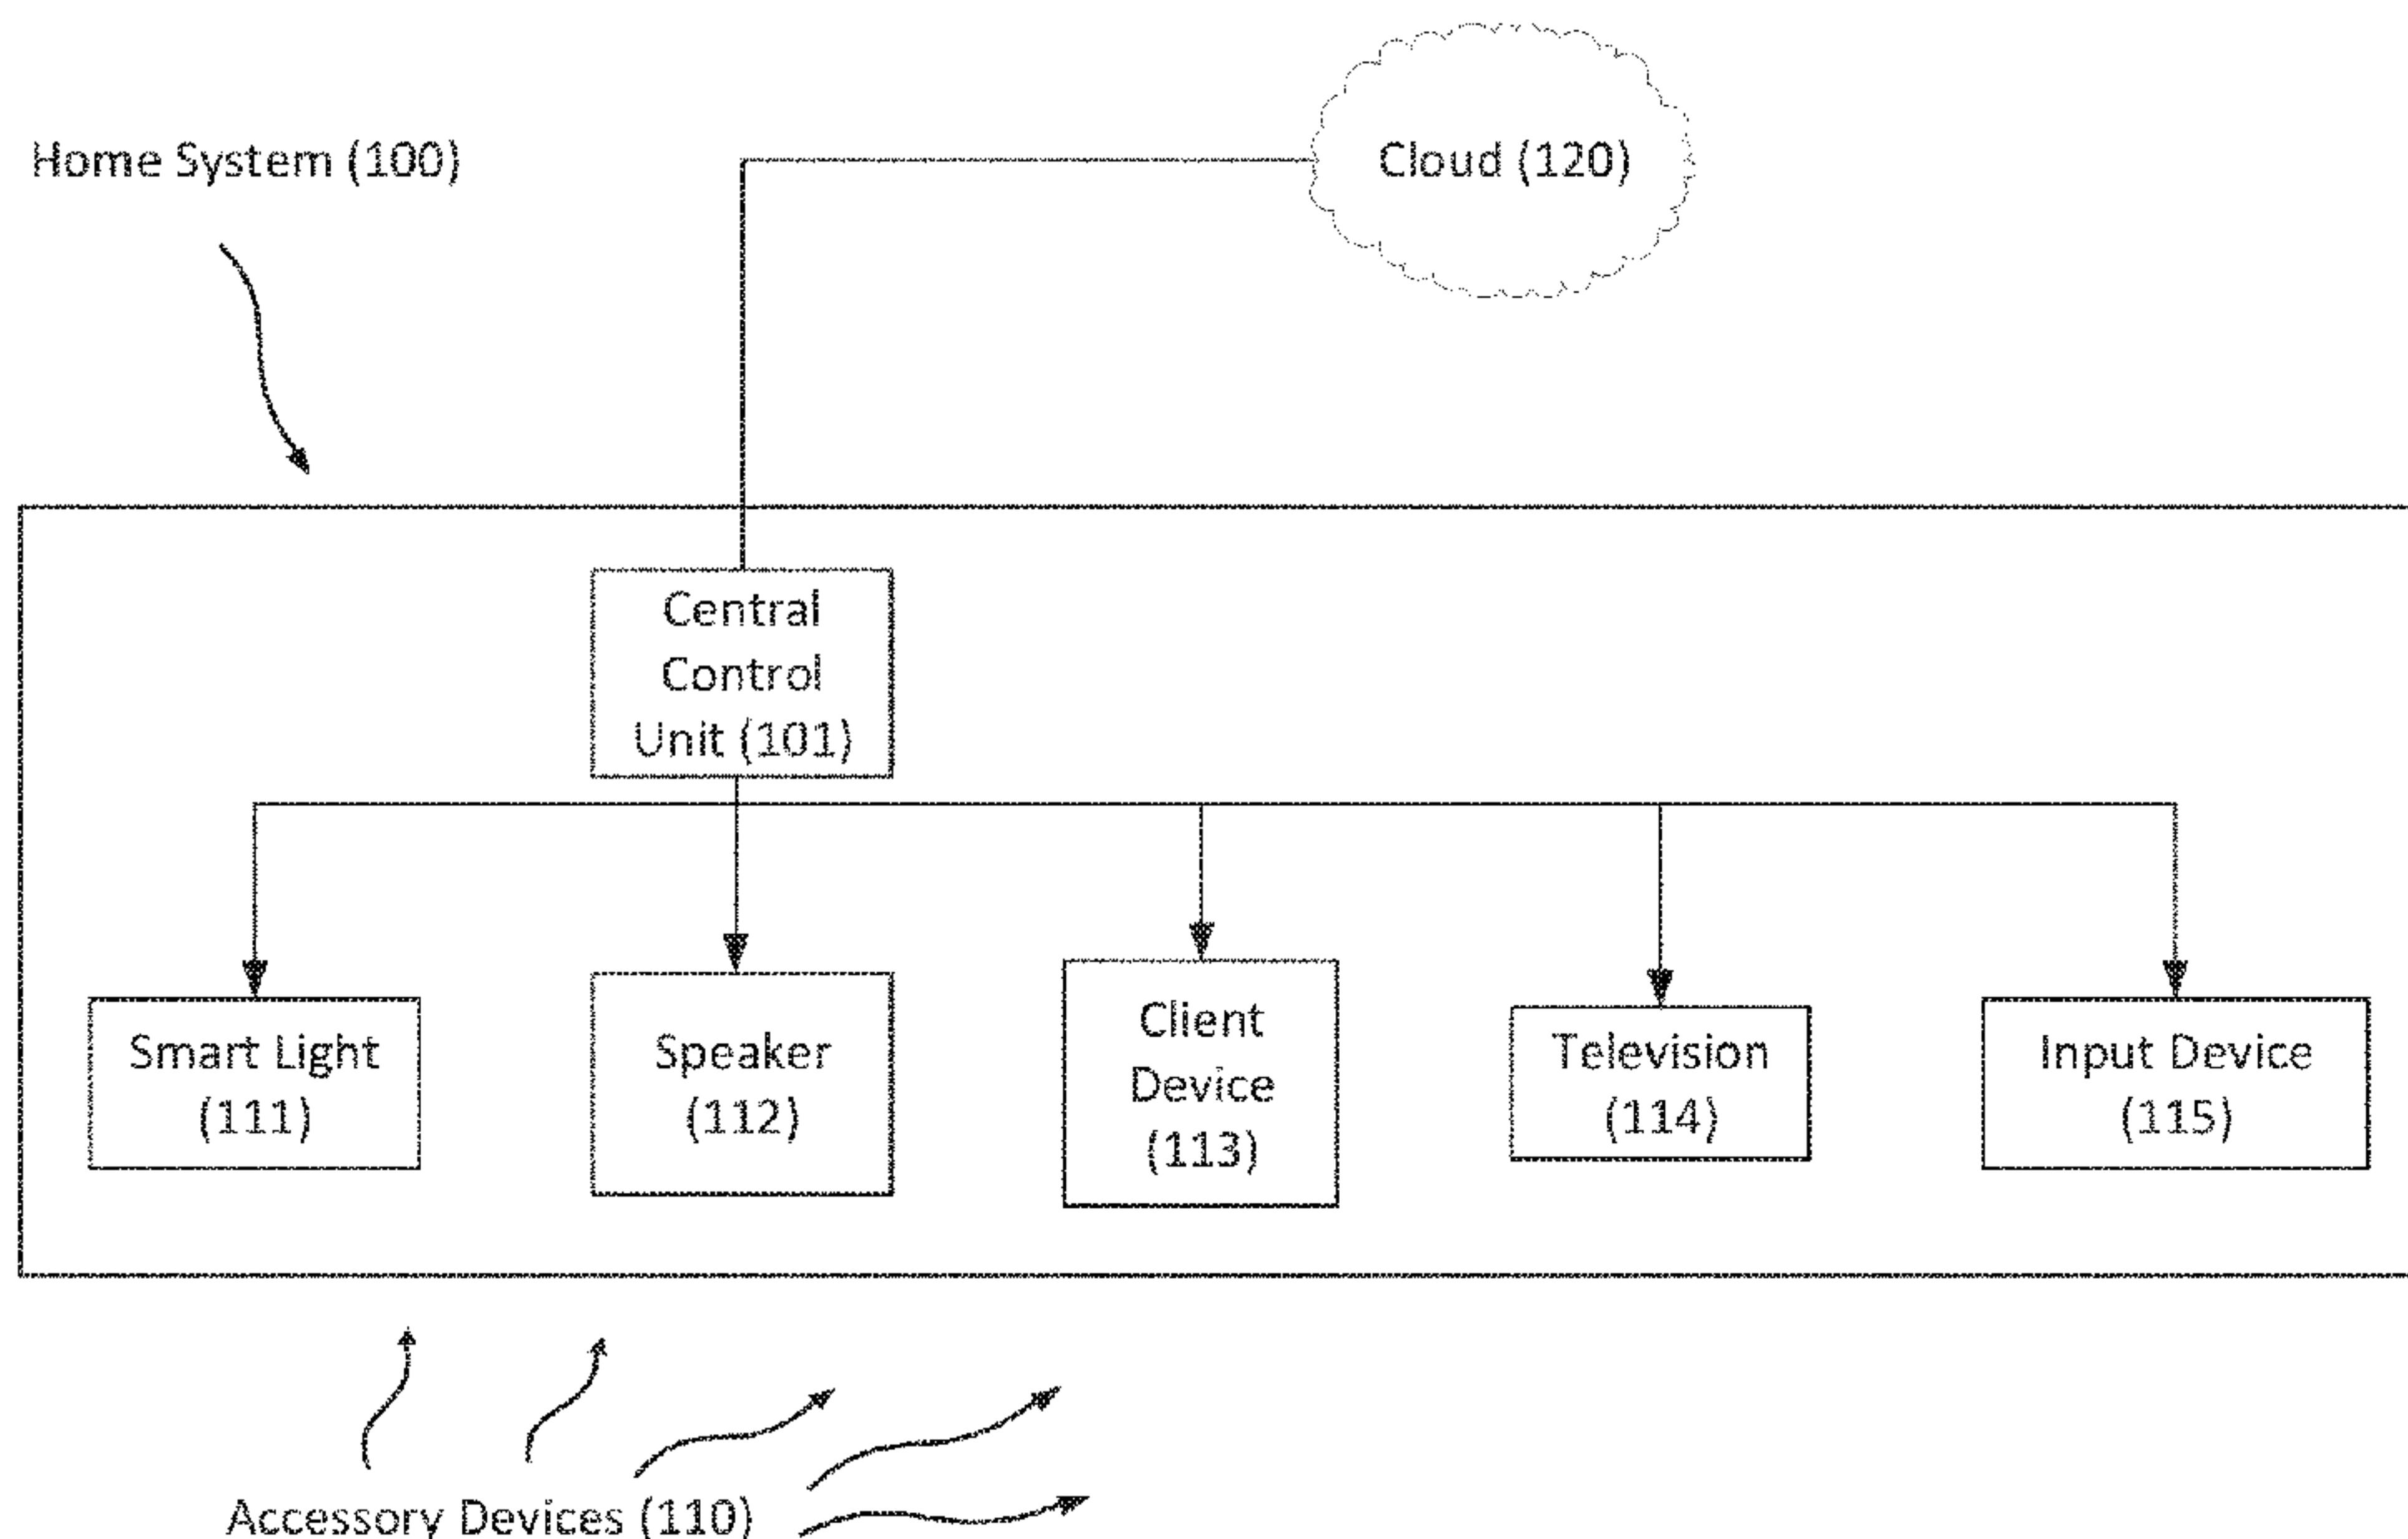 Home System (100)
Cloud (120)
Central
Control
Unit (101)
Smart Light
(111)
Speaker
(112)
Client
Device
(113)
Television
(114)
Input Device
(115)
Accessory Devices (110)